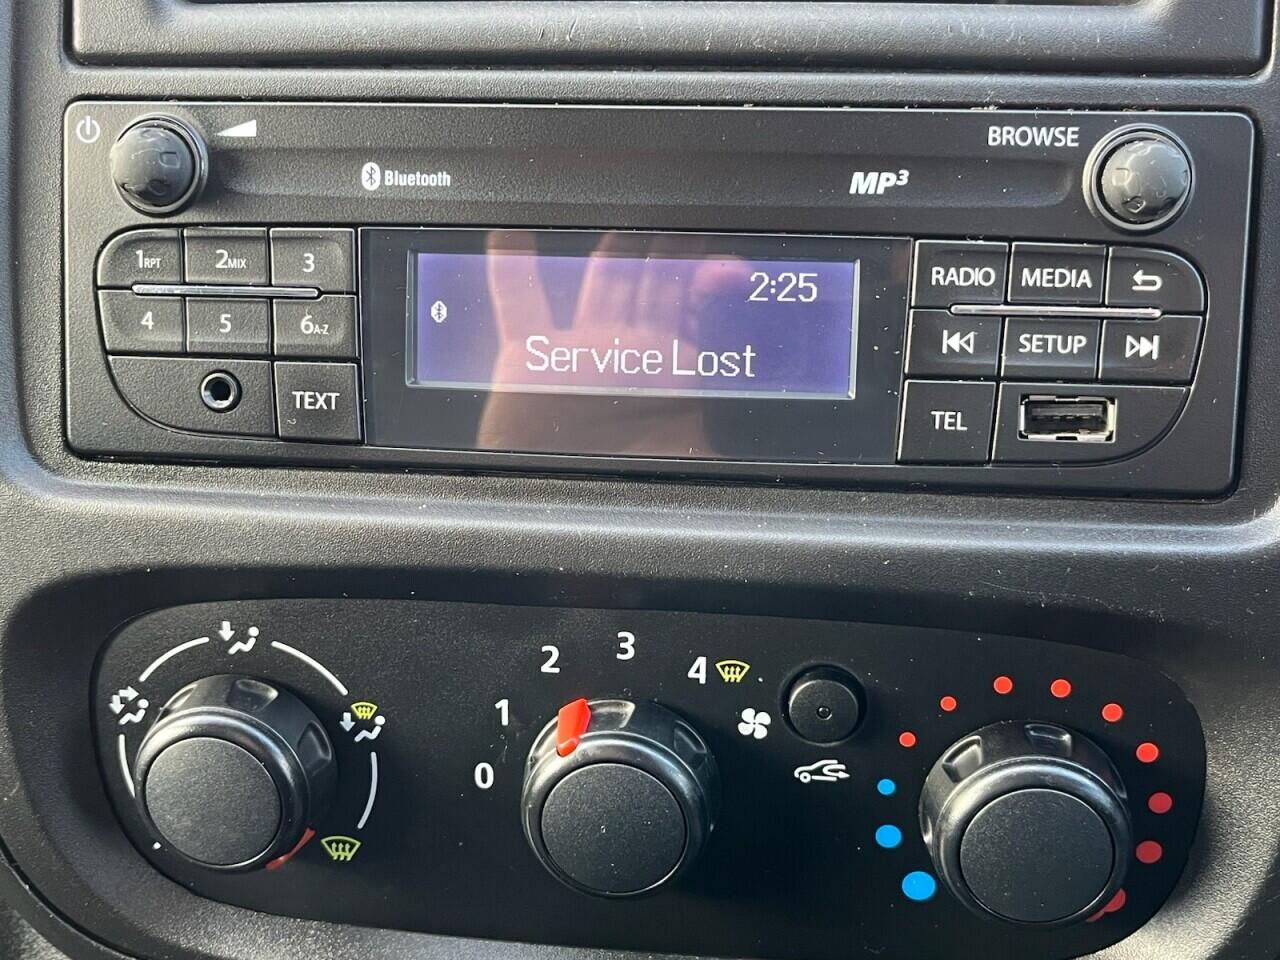 BROWSE
Bluetooth
MP3
1RPT 2MIX 3
4 5 6A-Z
TEXT
2:25
Service Lost
RADIO MEDIA
SETUP
TEL
0 1 2 3 4